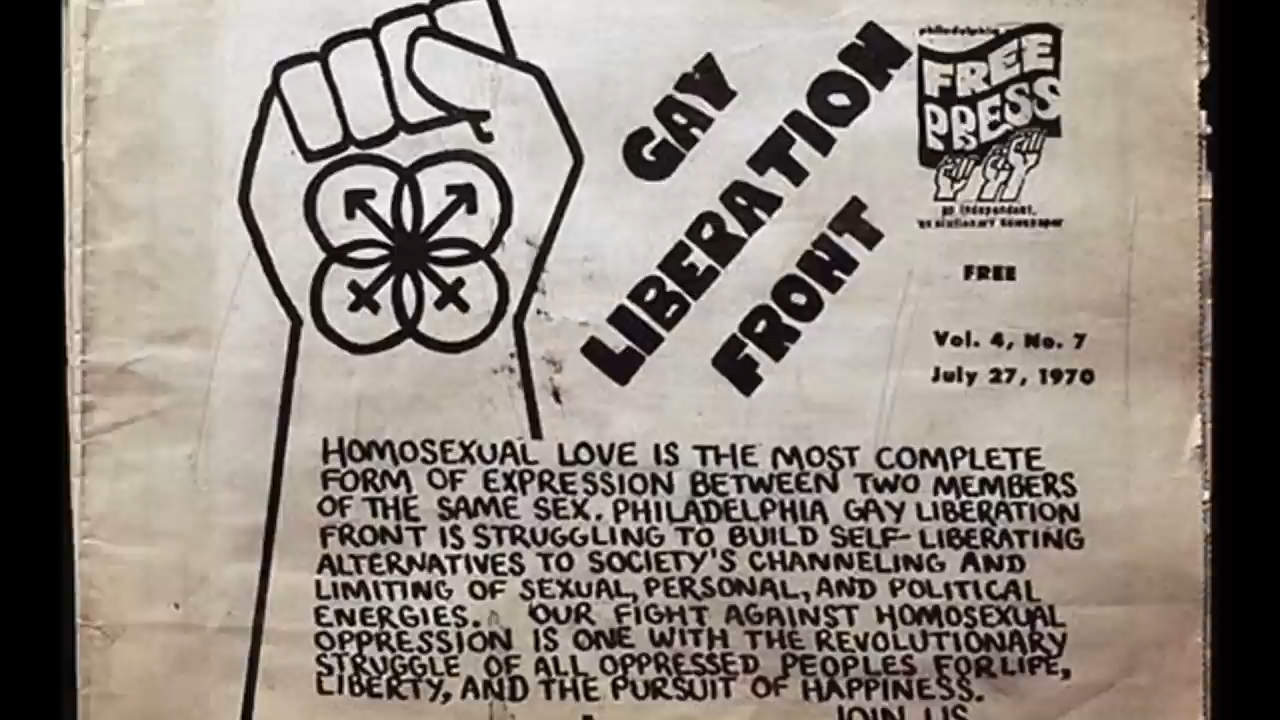 GAY
LIBERATION
FRONT
philadelphia
FREE
PRESS
an independent,
newspaper
FREE
Vol. 4, No. 7
July 27, 1970
HOMOSEXUAL LOVE IS THE MOST COMPLETE
FORM OF EXPRESSION BETWEEN TWO MEMBERS
OF THE SAME SEX. PHILADELPHIA GAY LIBERATION
FRONT IS STRUGGLING TO BUILD SELF-LIBERATING
ALTERNATIVES TO SOCIETY'S CHANNELING AND
LIMITING OF SEXUAL, PERSONAL, AND POLITICAL
ENERGIES. OUR FIGHT AGAINST HOMOSEXUAL
OPPRESSION IS ONE WITH THE REVOLUTIONARY
STRUGGLE OF ALL OPPRESSED PEOPLES FOR LIFE,
LIBERTY, AND THE PURSUIT OF HAPPINESS.
JOIN US